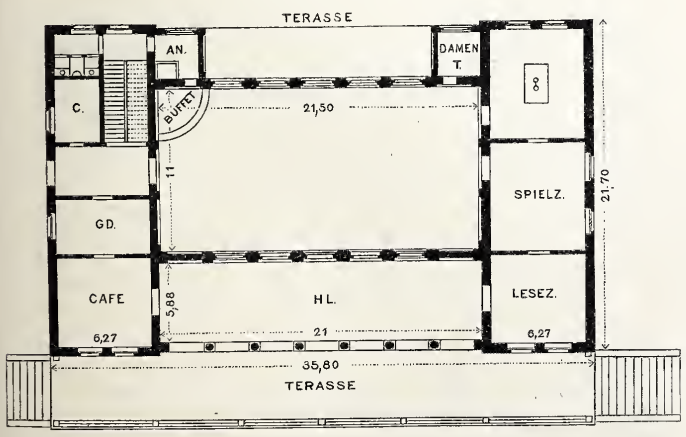 TERASSE
AN.
DAMEN
T.
C.
BUFFET
21,50
11
21,70
SPIELZ.
GD.
CAFE
6,27
5,88
HL.
21
LESEZ.
6,27
35,80
TERASSE